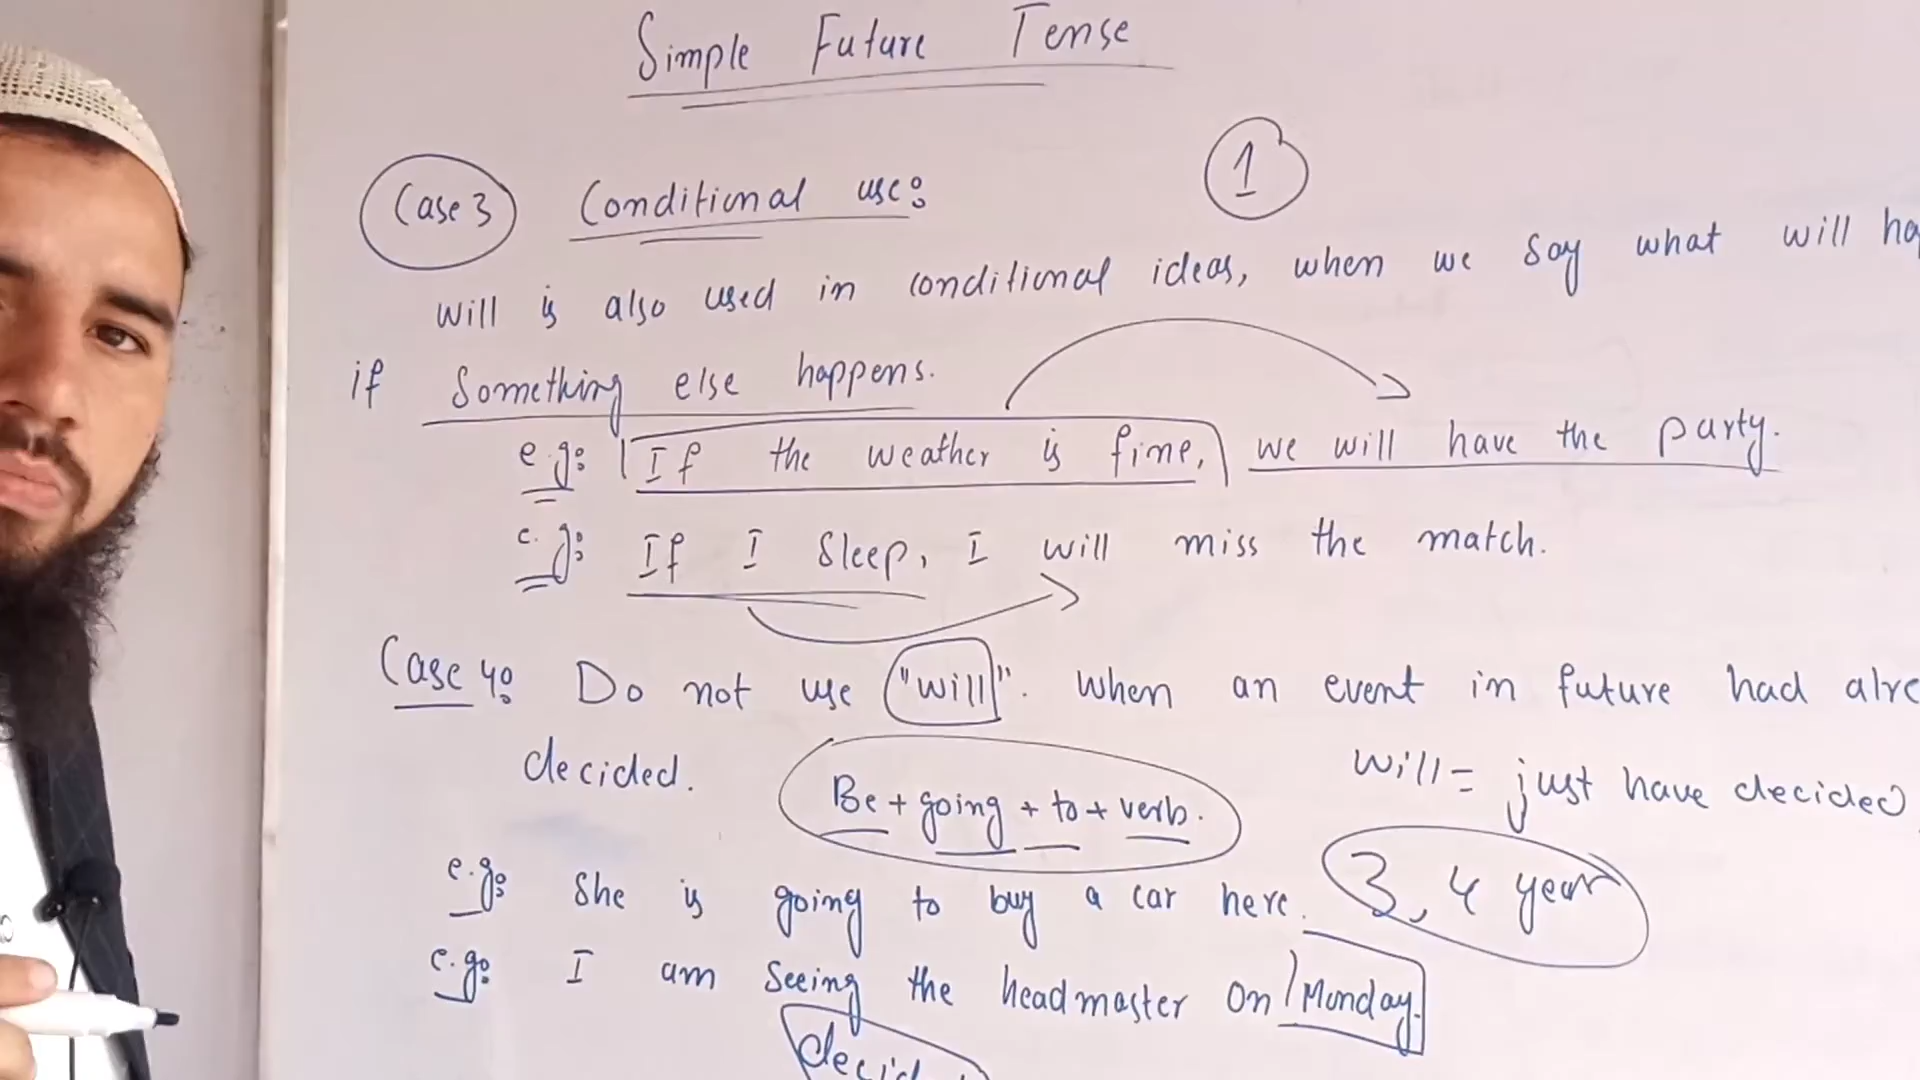 Simple Future Tense
Case 3 Conditional use:
1
will is also used in conditional ideas, when we say what will ha
if Something else happens.
e.g: If the weather is fine, we will have the party.
e.g: If I Sleep, I will miss the match.
Case 4: Do not use "will". when an event in future had alre
decided.
Be + going + to + verb.
will = just have decided
e.g: She is going to buy a car here.
3, 4 year
e.g: I am Seeing the headmaster on Monday.
decid